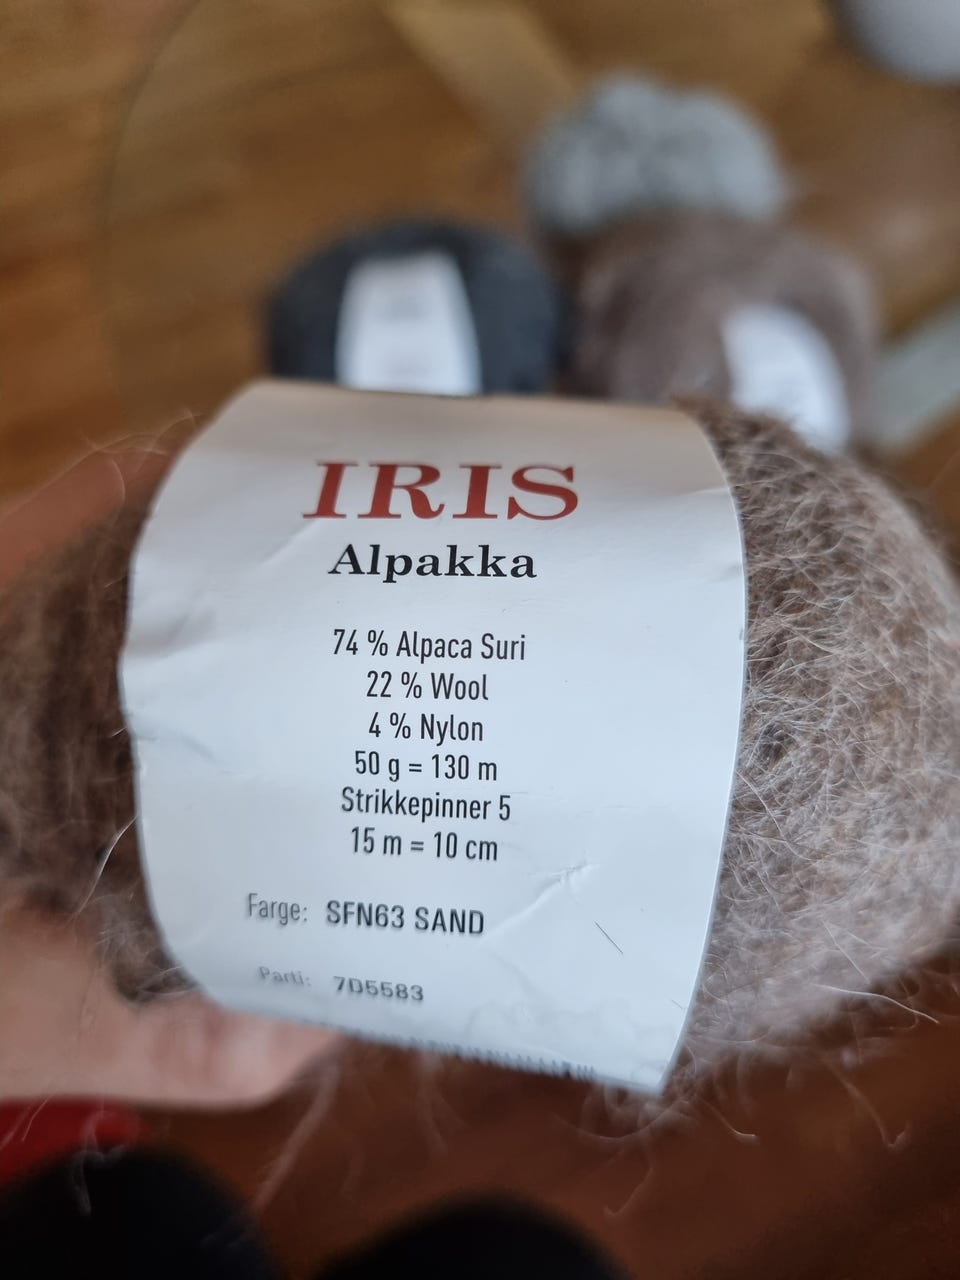 IRIS
Alpakka
74 % Alpaca Suri
22 % Wool
4 % Nylon
50 g = 130 m
Strikkepinner 5
15 m = 10 cm
Farge: SFN63 SAND
Parti: 7D5583